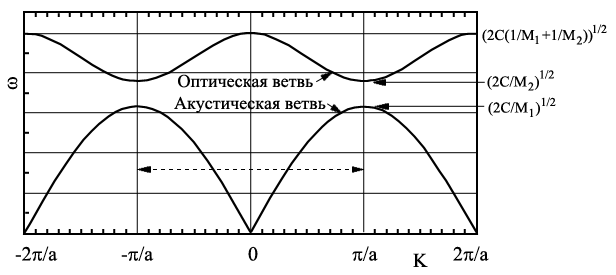 (2C(1/M₁+1/M₂))^1/2
ω
Оптическая ветвь
(2C/M₂)^1/2
Акустическая ветвь
(2C/M₁)^1/2
-2π/a -π/a 0 π/a K 2π/a